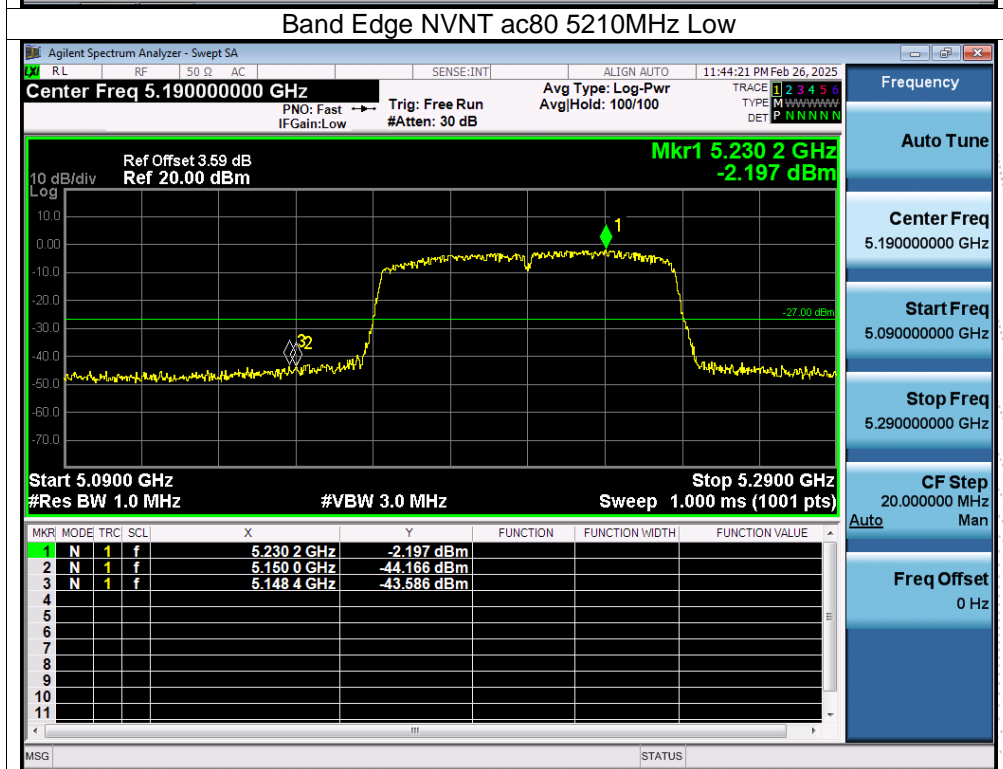 Band Edge NVNT ac80 5210MHz Low
Agilent Spectrum Analyzer - Swept SA
LXI RL RF 50 Ω AC SENSE:INT ALIGN AUTO 11:44:21 PM Feb 26, 2025
Center Freq 5.190000000 GHz
PNO: Fast
IFGain:Low
Trig: Free Run
#Atten: 30 dB
Avg Type: Log-Pwr
Avg|Hold: 100/100
TRACE 1 2 3 4 5 6
TYPE M WWWWW
DET P N N N N N
Ref Offset 3.59 dB
10 dB/div Ref 20.00 dBm
Log
Mkr1 5.230 2 GHz
-2.197 dBm
10.0
0.00
-10.0
-20.0
-30.0
-40.0
-50.0
-60.0
-70.0
1
-27.00 dBm
32
Start 5.0900 GHz Stop 5.2900 GHz
#Res BW 1.0 MHz #VBW 3.0 MHz Sweep 1.000 ms (1001 pts)
MKR MODE TRC SCL X Y FUNCTION FUNCTION WIDTH FUNCTION VALUE
1 N 1 f 5.230 2 GHz -2.197 dBm
2 N 1 f 5.150 0 GHz -44.166 dBm
3 N 1 f 5.148 4 GHz -43.586 dBm
4
5
6
7
8
9
10
11
MSG STATUS
Frequency
Auto Tune
Center Freq
5.190000000 GHz
Start Freq
5.090000000 GHz
Stop Freq
5.290000000 GHz
CF Step
20.000000 MHz
Auto Man
Freq Offset
0 Hz